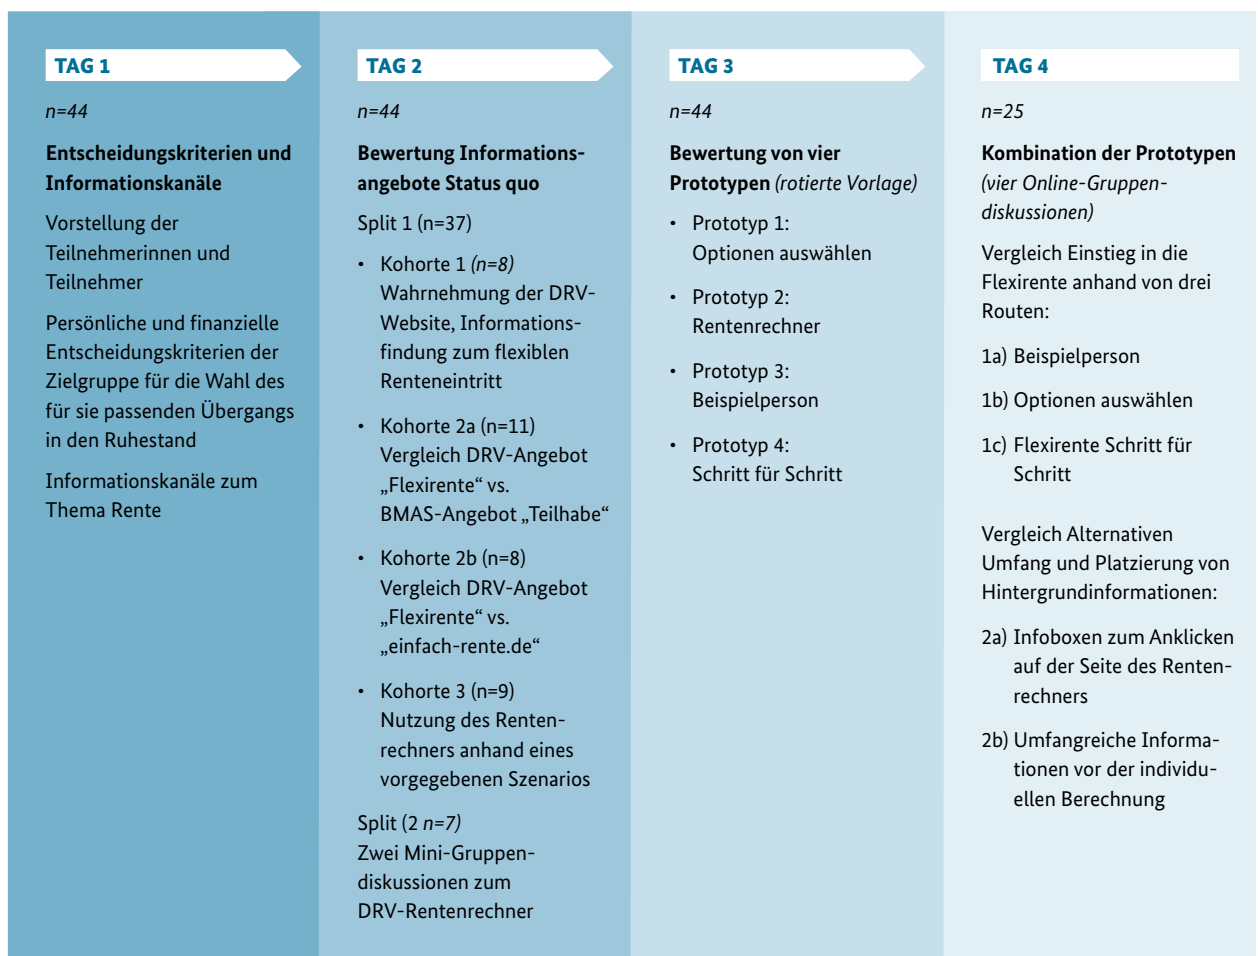 TAG 1
n=44
Entscheidungskriterien und
Informationskanäle
Vorstellung der
Teilnehmerinnen und
Teilnehmer
Persönliche und finanzielle
Entscheidungskriterien der
Zielgruppe für die Wahl des
für sie passenden Übergangs
in den Ruhestand
Informationskanäle zum
Thema Rente
TAG 2
n=44
Bewertung Informations-
angebote Status quo
Split 1 (n=37)
• Kohorte 1 (n=8)
Wahrnehmung der DRV-
Website, Informations-
findung zum flexiblen
Renteneintritt
• Kohorte 2a (n=11)
Vergleich DRV-Angebot
„Flexirente“ vs.
BMAS-Angebot „Teilhabe“
• Kohorte 2b (n=8)
Vergleich DRV-Angebot
„Flexirente“ vs.
„einfach-rente.de“
• Kohorte 3 (n=9)
Nutzung des Renten-
rechners anhand eines
vorgegebenen Szenarios
Split (2 n=7)
Zwei Mini-Gruppen-
diskussionen zum
DRV-Rentenrechner
TAG 3
n=44
Bewertung von vier
Prototypen (rotierte Vorlage)
• Prototyp 1:
Optionen auswählen
• Prototyp 2:
Rentenrechner
• Prototyp 3:
Beispielperson
• Prototyp 4:
Schritt für Schritt
TAG 4
n=25
Kombination der Prototypen
(vier Online-Gruppen-
diskussionen)
Vergleich Einstieg in die
Flexirente anhand von drei
Routen:
1a) Beispielperson
1b) Optionen auswählen
1c) Flexirente Schritt für
Schritt
Vergleich Alternativen
Umfang und Platzierung von
Hintergrundinformationen:
2a) Infoboxen zum Anklicken
auf der Seite des Renten-
rechners
2b) Umfangreiche Informa-
tionen vor der individu-
ellen Berechnung